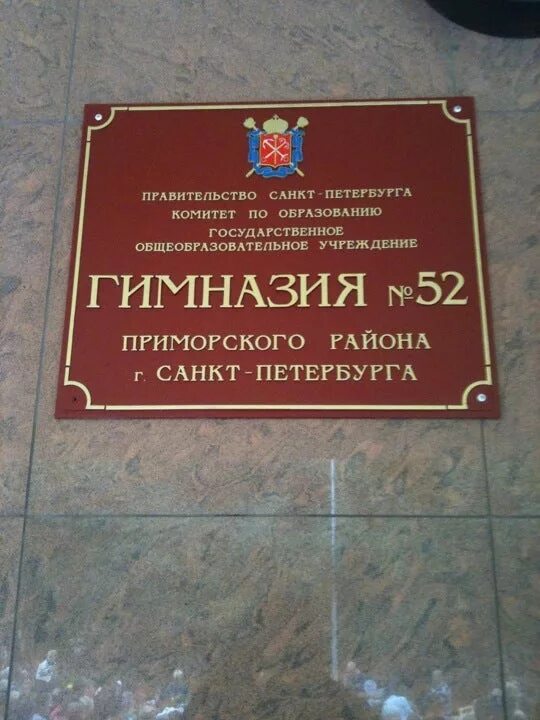 ПРАВИТЕЛЬСТВО САНКТ-ПЕТЕРБУРГА
КОМИТЕТ ПО ОБРАЗОВАНИЮ
ГОСУДАРСТВЕННОЕ
ОБЩЕОБРАЗОВАТЕЛЬНОЕ УЧРЕЖДЕНИЕ
ГИМНАЗИЯ №52
ПРИМОРСКОГО РАЙОНА
г. САНКТ-ПЕТЕРБУРГА